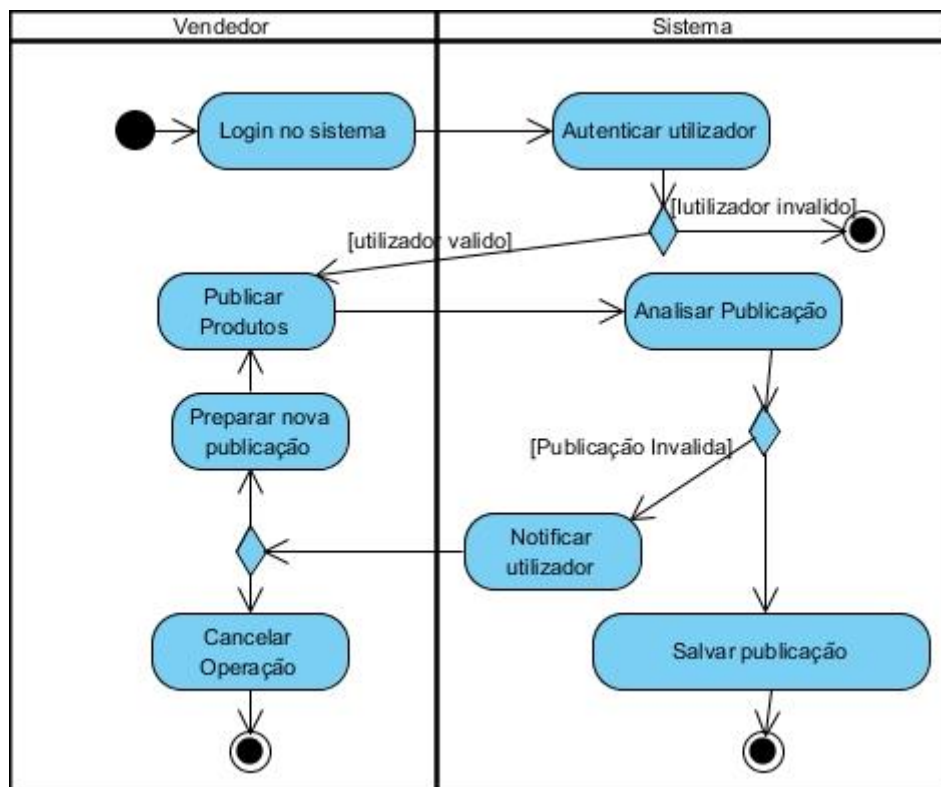 Vendedor
Sistema
Login no sistema
Autenticar utilizador
[Iutilizador invalido]
[utilizador valido]
Publicar
Produtos
Analisar Publicação
Preparar nova
publicação
[Publicação Invalida]
Notificar
utilizador
Cancelar
Operação
Salvar publicação